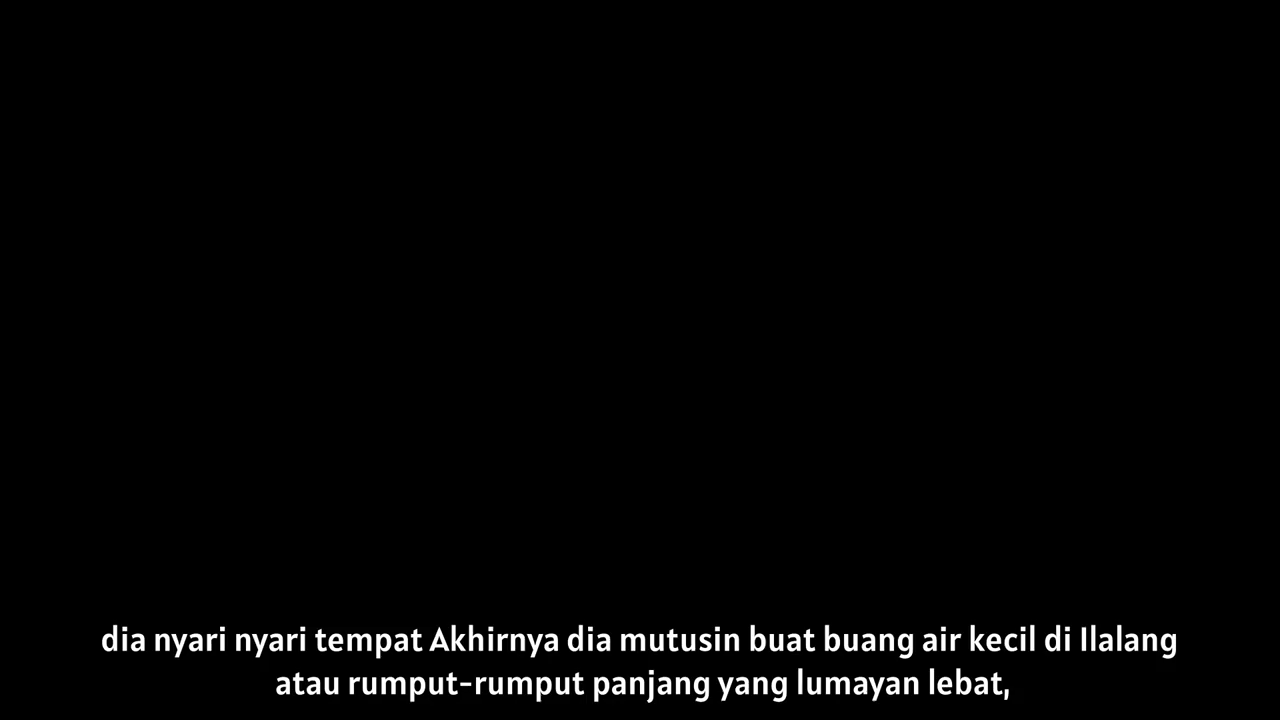 dia nyari nyari tempat Akhirnya dia mutusin buat buang air kecil di Ilalang
atau rumput-rumput panjang yang lumayan lebat,